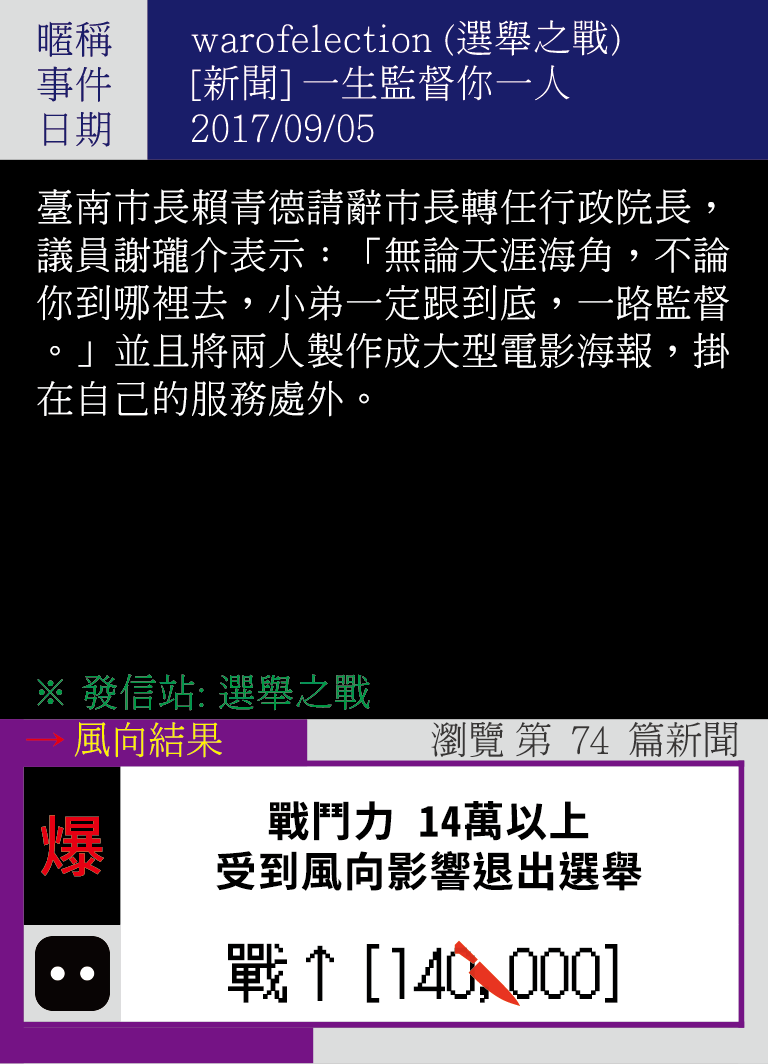 暱稱 warofelection (選舉之戰)
事件 [新聞] 一生監督你一人
日期 2017/09/05
臺南市長賴青德請辭市長轉任行政院長，
議員謝瓏介表示：「無論天涯海角，不論
你到哪裡去，小弟一定跟到底，一路監督
。」並且將兩人製作成大型電影海報，掛
在自己的服務處外。
※ 發信站: 選舉之戰
→ 風向結果 瀏覽 第 74 篇新聞
爆
戰鬥力 14萬以上
受到風向影響退出選舉
戰↑[140,000]